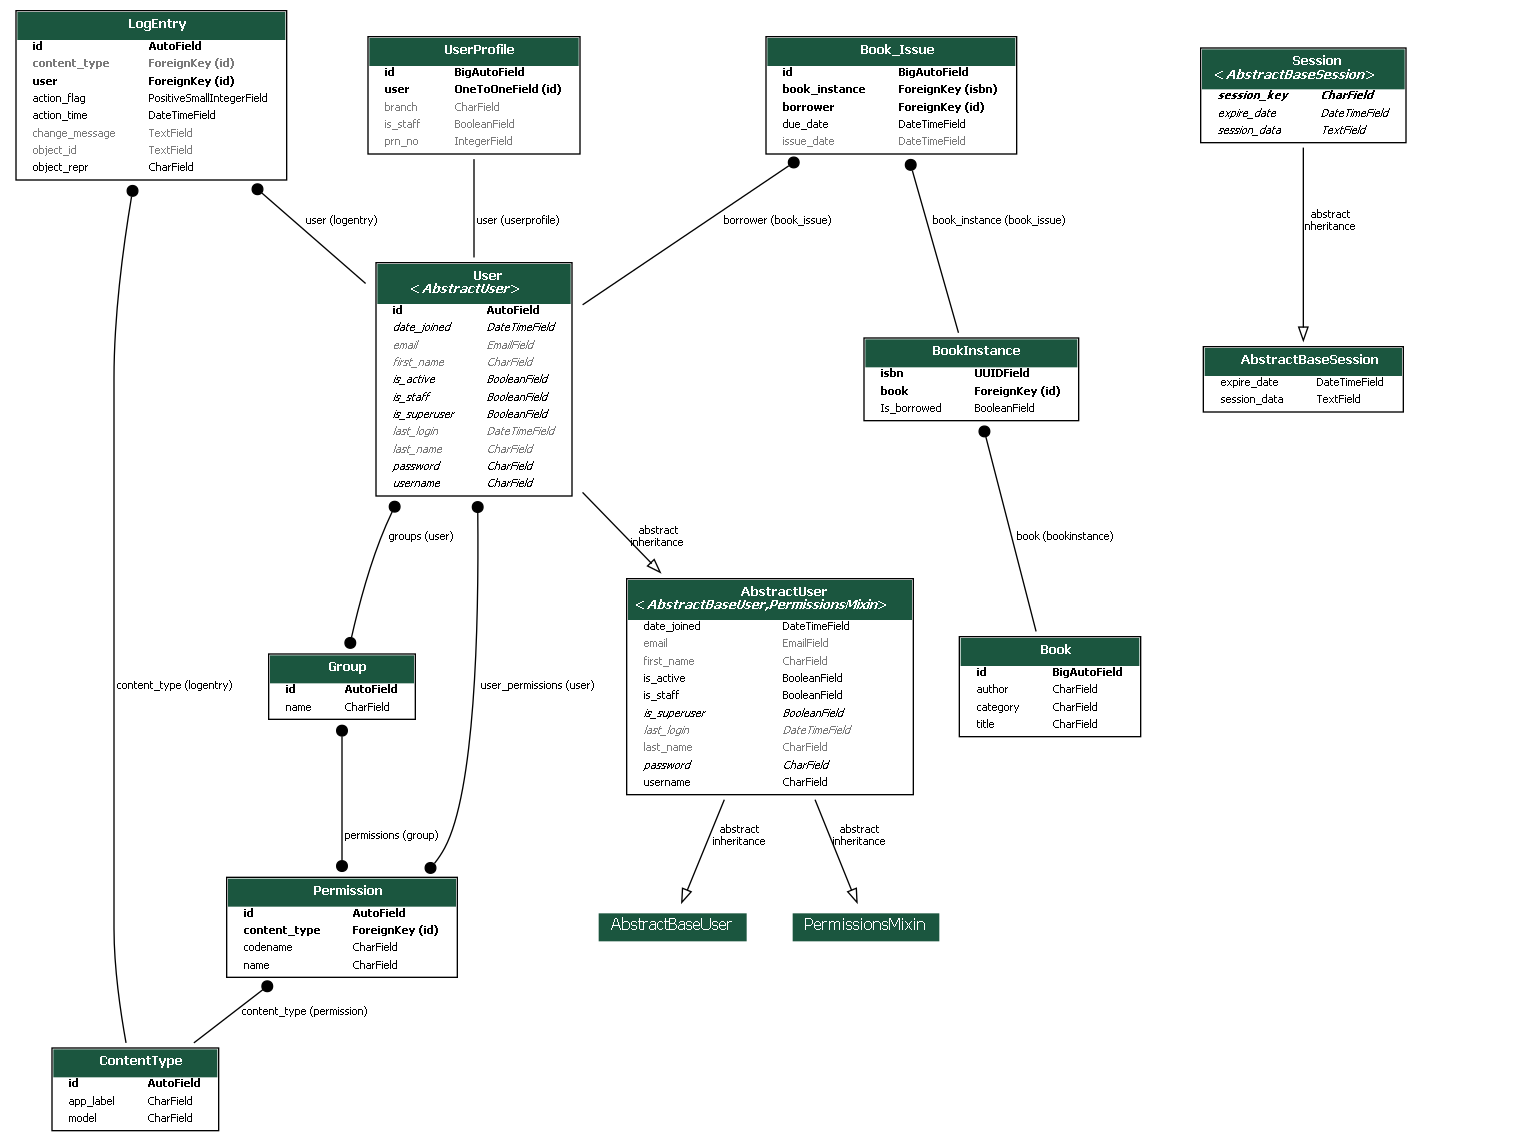 LogEntry
id AutoField
content_type ForeignKey (id)
user ForeignKey (id)
action_flag PositiveSmallIntegerField
action_time DateTimeField
change_message TextField
object_id TextField
object_repr CharField
UserProfile
id BigAutoField
user OneToOneField (id)
branch CharField
is_staff BooleanField
prn_no IntegerField
Book_Issue
id BigAutoField
book_instance ForeignKey (isbn)
borrower ForeignKey (id)
due_date DateTimeField
issue_date DateTimeField
Session
<AbstractBaseSession>
session_key CharField
expire_date DateTimeField
session_data TextField
user (logentry)
user (userprofile)
borrower (book_issue)
book_instance (book_issue)
abstract
inheritance
User
<AbstractUser>
id AutoField
date_joined DateTimeField
email EmailField
first_name CharField
is_active BooleanField
is_staff BooleanField
is_superuser BooleanField
last_login DateTimeField
last_name CharField
password CharField
username CharField
BookInstance
isbn UUIDField
book ForeignKey (id)
Is_borrowed BooleanField
AbstractBaseSession
expire_date DateTimeField
session_data TextField
groups (user)
abstract
inheritance
book (bookinstance)
AbstractUser
<AbstractBaseUser,PermissionsMixin>
date_joined DateTimeField
email EmailField
first_name CharField
is_active BooleanField
is_staff BooleanField
is_superuser BooleanField
last_login DateTimeField
last_name CharField
password CharField
username CharField
Group
id AutoField
name CharField
Book
id BigAutoField
author CharField
category CharField
title CharField
content_type (logentry)
user_permissions (user)
permissions (group)
abstract
inheritance
abstract
inheritance
Permission
id AutoField
content_type ForeignKey (id)
codename CharField
name CharField
AbstractBaseUser
PermissionsMixin
content_type (permission)
ContentType
id AutoField
app_label CharField
model CharField